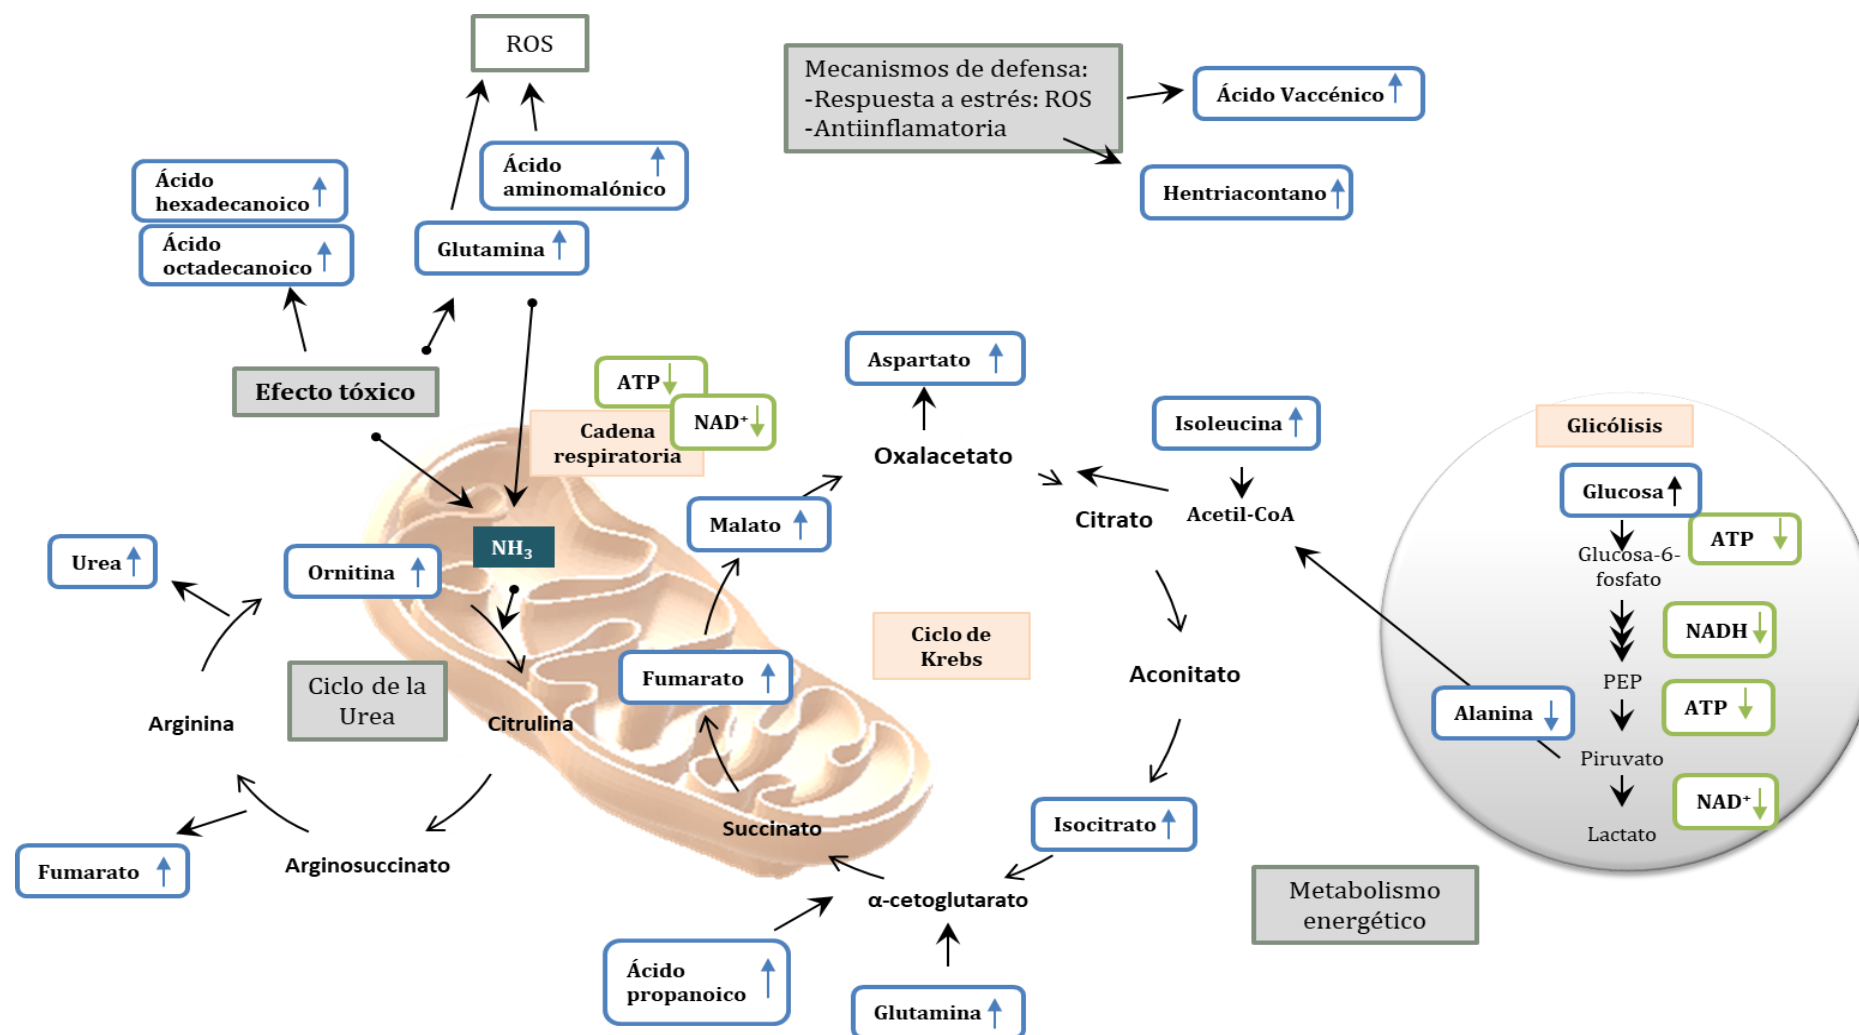 ROS
Mecanismos de defensa:
-Respuesta a estrés: ROS
-Antiinflamatoria
Ácido Vaccénico
Hentriacontano
Ácido
aminomalónico
Ácido
hexadecanoico
Ácido
octadecanoico
Glutamina
Efecto tóxico
ATP
NAD⁺
Cadena
respiratoria
Aspartato
Oxalacetato
Isoleucina
Citrato
Acetil-CoA
Malato
NH₃
Urea
Ornitina
Ciclo de
Krebs
Fumarato
Aconitato
Ciclo de la
Urea
Arginina
Citrulina
Succinato
Isocitrato
Fumarato
Arginosuccinato
α-cetoglutarato
Ácido
propanoico
Glutamina
Metabolismo
energético
Glicólisis
Glucosa
ATP
Glucosa-6-
fosfato
NADH
PEP
ATP
Alanina
Piruvato
NAD⁺
Lactato